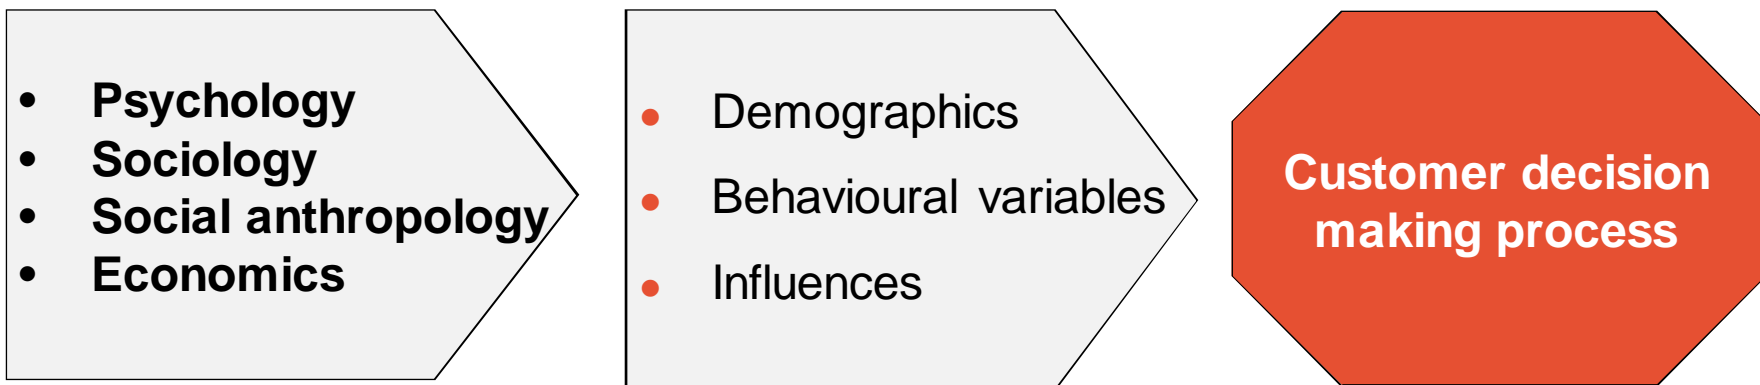 • Psychology
• Sociology
• Social anthropology
• Economics
• Demographics
• Behavioural variables
• Influences
Customer decision
making process